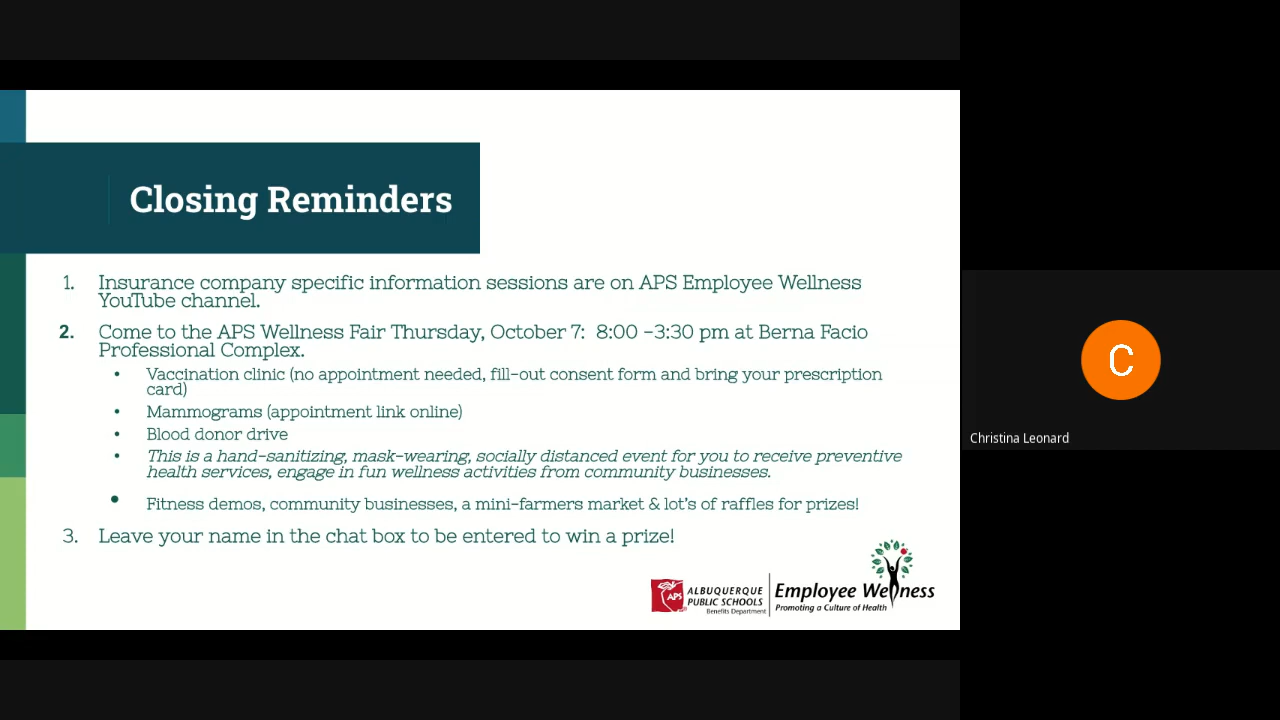 Closing Reminders
1. Insurance company specific information sessions are on APS Employee Wellness
YouTube channel.
2. Come to the APS Wellness Fair Thursday, October 7: 8:00 -3:30 pm at Berna Facio
Professional Complex.
• Vaccination clinic (no appointment needed, fill-out consent form and bring your prescription
card)
• Mammograms (appointment link online)
• Blood donor drive
• This is a hand-sanitizing, mask-wearing, socially distanced event for you to receive preventive
health services, engage in fun wellness activities from community businesses.
• Fitness demos, community businesses, a mini-farmers market & lot's of raffles for prizes!
3. Leave your name in the chat box to be entered to win a prize!
APS
ALBUQUERQUE
PUBLIC SCHOOLS
Benefits Department
Employee Wellness
Promoting a Culture of Health
C
Christina Leonard